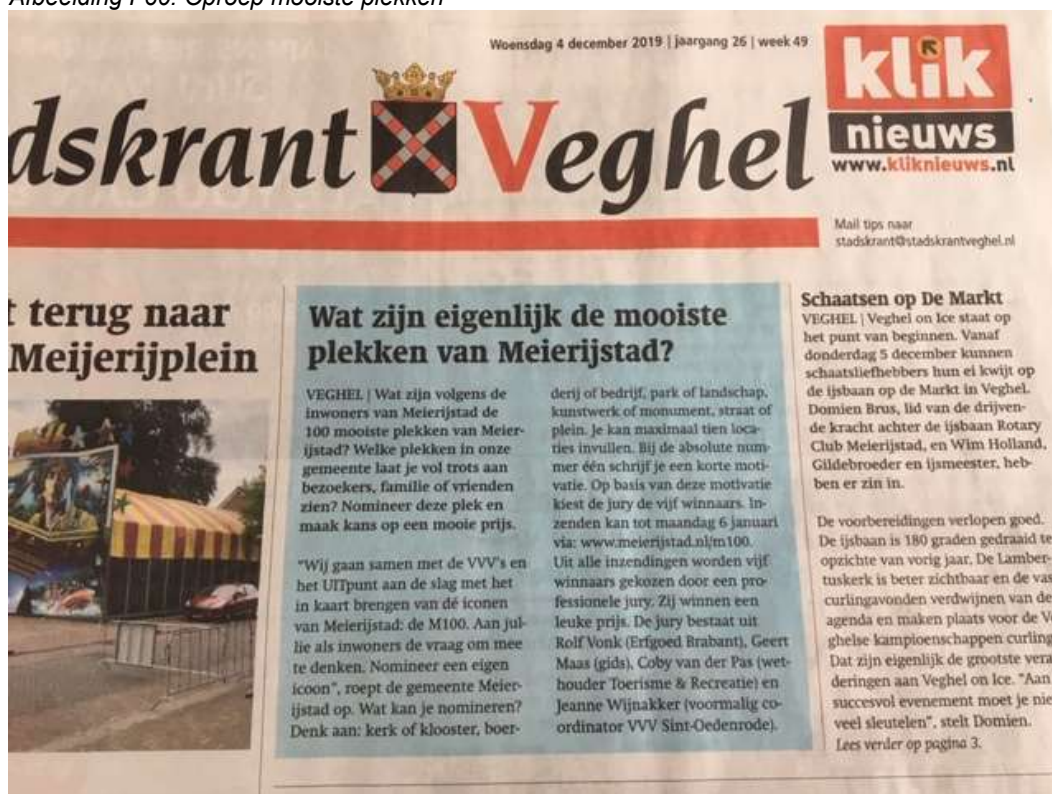 Afbeelding I 66: Oproep mooiste plekken
Woensdag 4 december 2019 | jaargang 26 | week 49
klik
nieuws
www.kliknieuws.nl
dskrant Veghel
Mail tips naar
stadskrant@stadskrantveghel.nl
t terug naar
Meijerijplein
Wat zijn eigenlijk de mooiste
plekken van Meierijstad?
VEGHEL | Wat zijn volgens de
inwoners van Meierijstad de
100 mooiste plekken van Meier-
ijstad? Welke plekken in onze
gemeente laat je vol trots aan
bezoekers, familie of vrienden
zien? Nomineer deze plek en
maak kans op een mooie prijs.
"Wij gaan samen met de VVV's en
het UITpunt aan de slag met het
in kaart brengen van dé iconen
van Meierijstad: de M100. Aan jul-
lie als inwoners de vraag om mee
te denken. Nomineer een eigen
icoon", roept de gemeente Meier-
ijstad op. Wat kan je nomineren?
Denk aan: kerk of klooster, boer-
derij of bedrijf, park of landschap,
kunstwerk of monument, straat of
plein. Je kan maximaal tien loca-
ties invullen. Bij de absolute num-
mer één schrijf je een korte moti-
vatie. Op basis van deze motivatie
kiest de jury de vijf winnaars. In-
zenden kan tot maandag 6 januari
via: www.meierijstad.nl/m100.
Uit alle inzendingen worden vijf
winnaars gekozen door een pro-
fessionele jury. Zij winnen een
leuke prijs. De jury bestaat uit
Rolf Vonk (Erfgoed Brabant), Geert
Maas (gids), Coby van der Pas (wet-
houder Toerisme & Recreatie) en
Jeanne Wijnakker (voormalig co-
ordinator VVV Sint-Oedenrode).
Schaatsen op De Markt
VEGHEL | Veghel on Ice staat op
het punt van beginnen. Vanaf
donderdag 5 december kunnen
schaatsliefhebbers hun ei kwijt op
de ijsbaan op de Markt in Veghel.
Domien Brus, lid van de drijven-
de kracht achter de ijsbaan Rotary
Club Meierijstad, en Wim Holland,
Gildebroeder en ijsmeester, heb-
ben er zin in.
De voorbereidingen verlopen goed.
De ijsbaan is 180 graden gedraaid te
opzichte van vorig jaar. De Lamber-
tuskerk is beter zichtbaar en de vas
curlingavonden verdwijnen van de
agenda en maken plaats voor de Ve
ghelse kampioenschappen curling
Dat zijn eigenlijk de grootste vera
deringen aan Veghel on Ice. "Aan
succesvol evenement moet je nie
veel sleutelen", stelt Domien.
Lees verder op pagina 3.